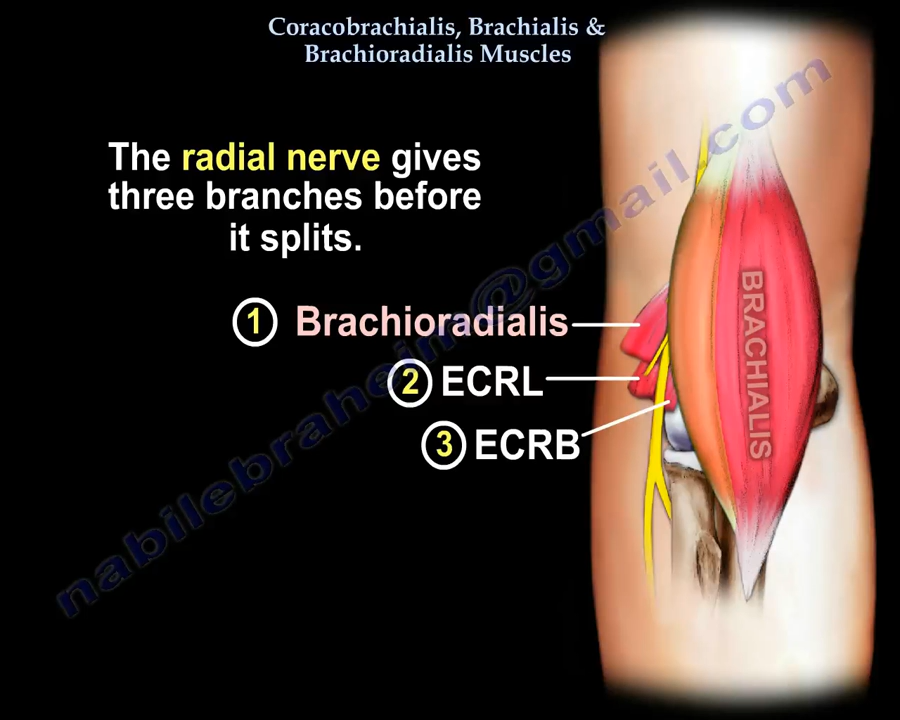 Coracobrachialis, Brachialis &
Brachioradialis Muscles
The radial nerve gives
three branches before
it splits.
1 Brachioradialis
2 ECRL
3 ECRB
BRACHIALIS
nabilebraheim@gmail.com